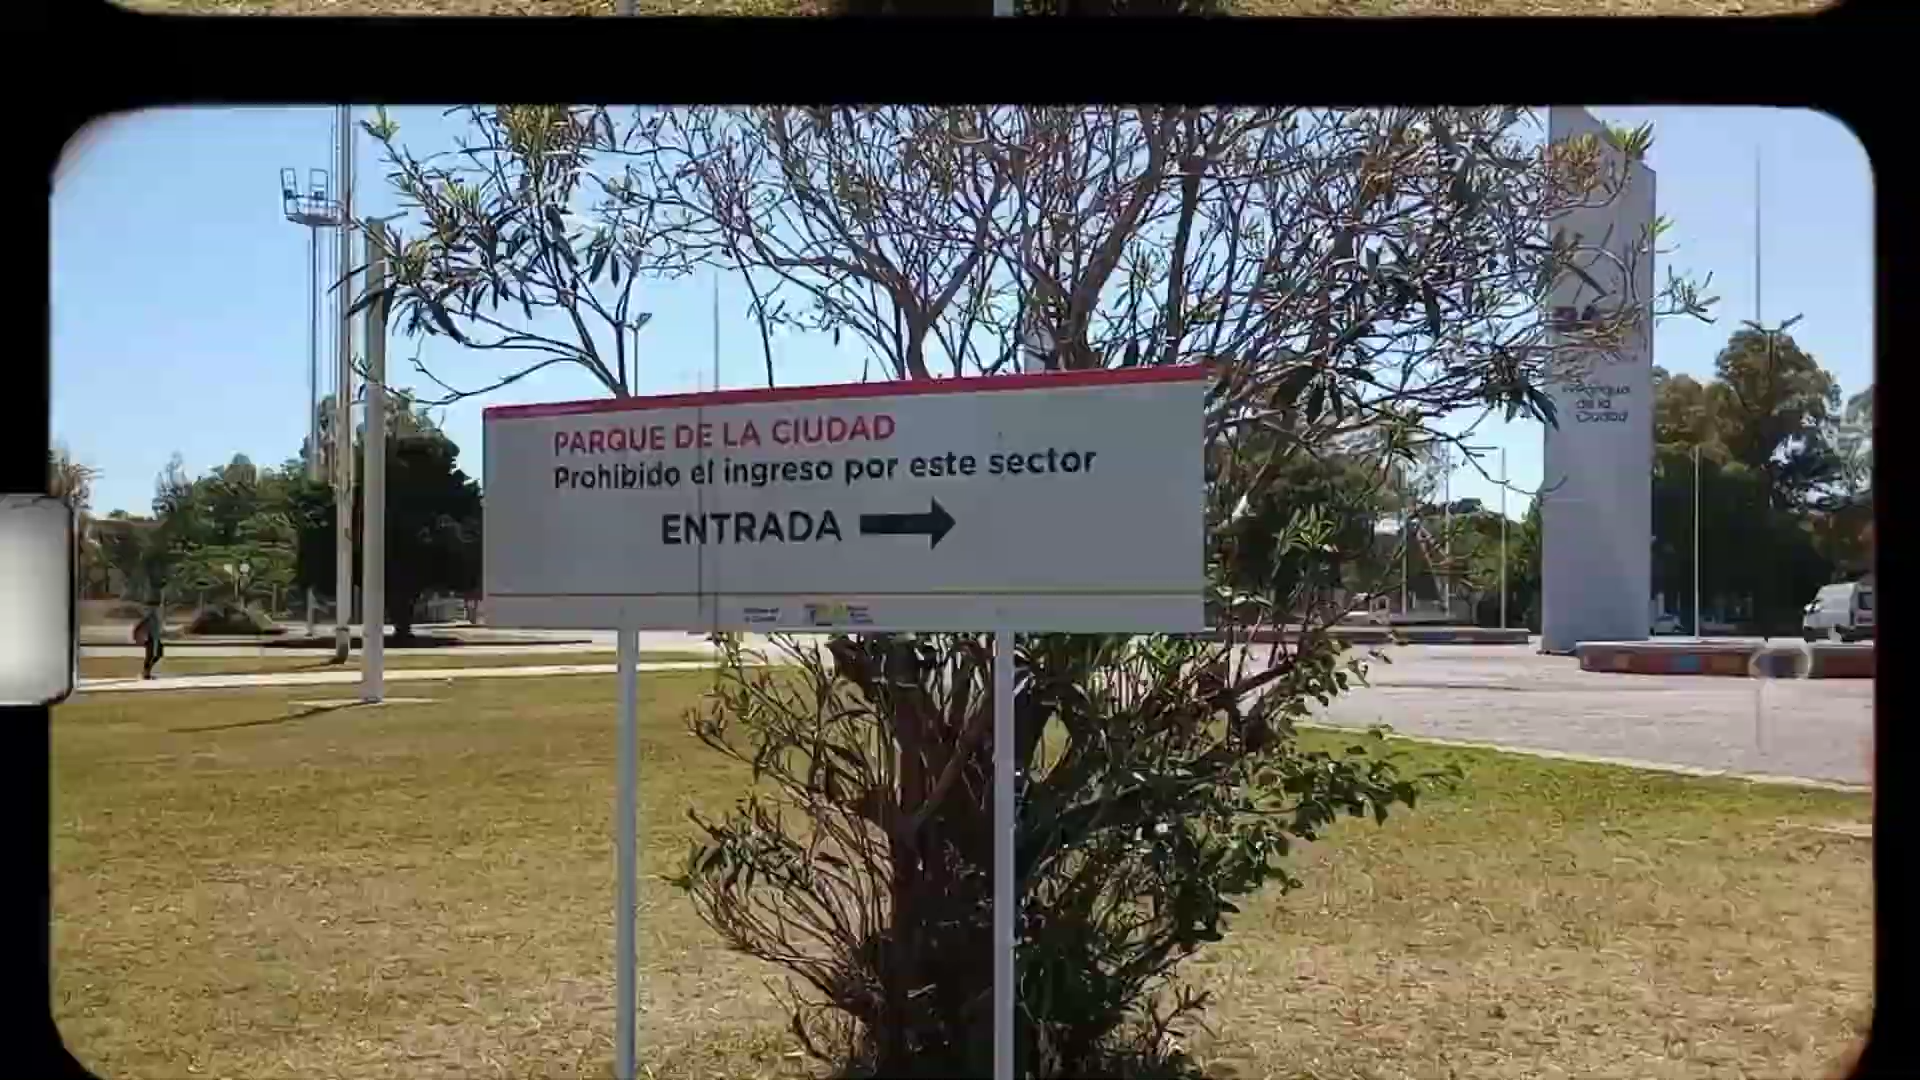 PARQUE DE LA CIUDAD
Prohibido el ingreso por este sector
ENTRADA
Parque
de la
Ciudad